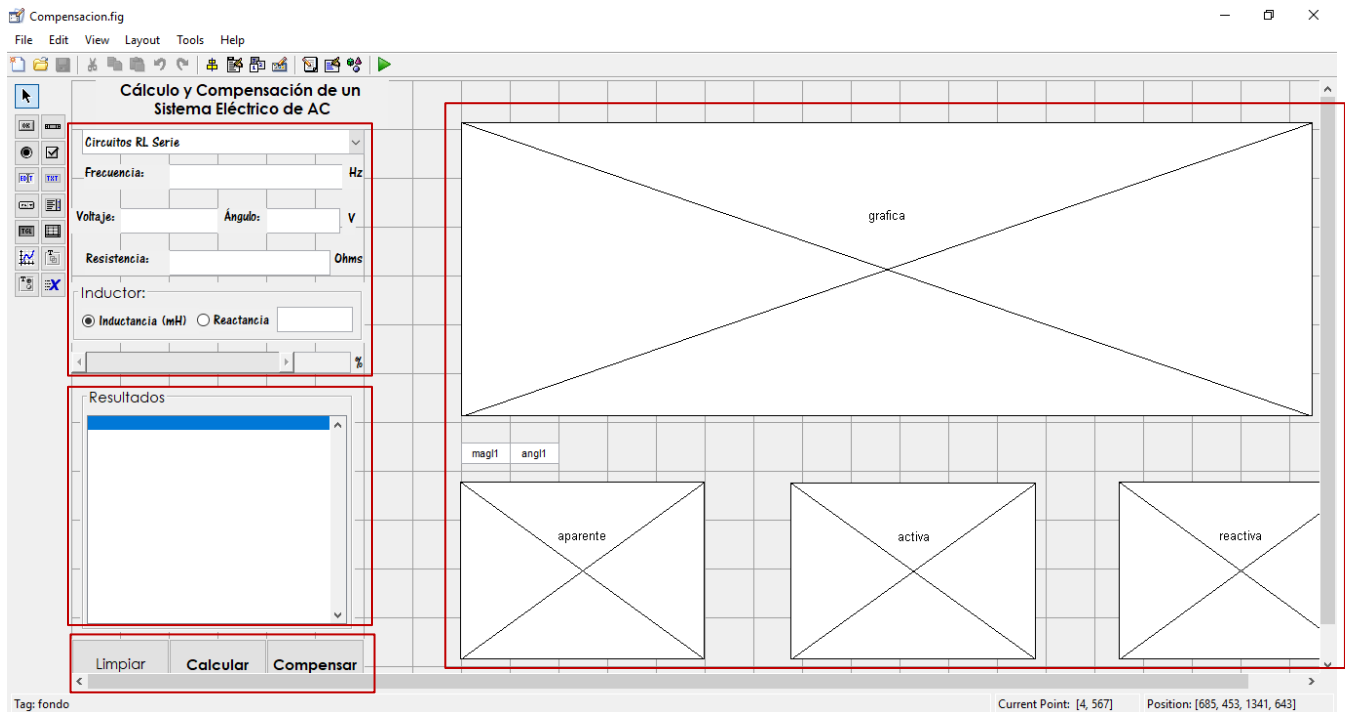 Compensacion.fig
File Edit View Layout Tools Help
Cálculo y Compensación de un
Sistema Eléctrico de AC
Circuitos RL Serie
Frecuencia: Hz
Voltaje: Ángulo: V
Resistencia: Ohms
Inductor:
Inductancia (mH) Reactancia
%
Resultados
Limpiar Calcular Compensar
grafica
magI1 angI1
aparente activa reactiva
Tag: fondo Current Point: [4, 567] Position: [685, 453, 1341, 643]